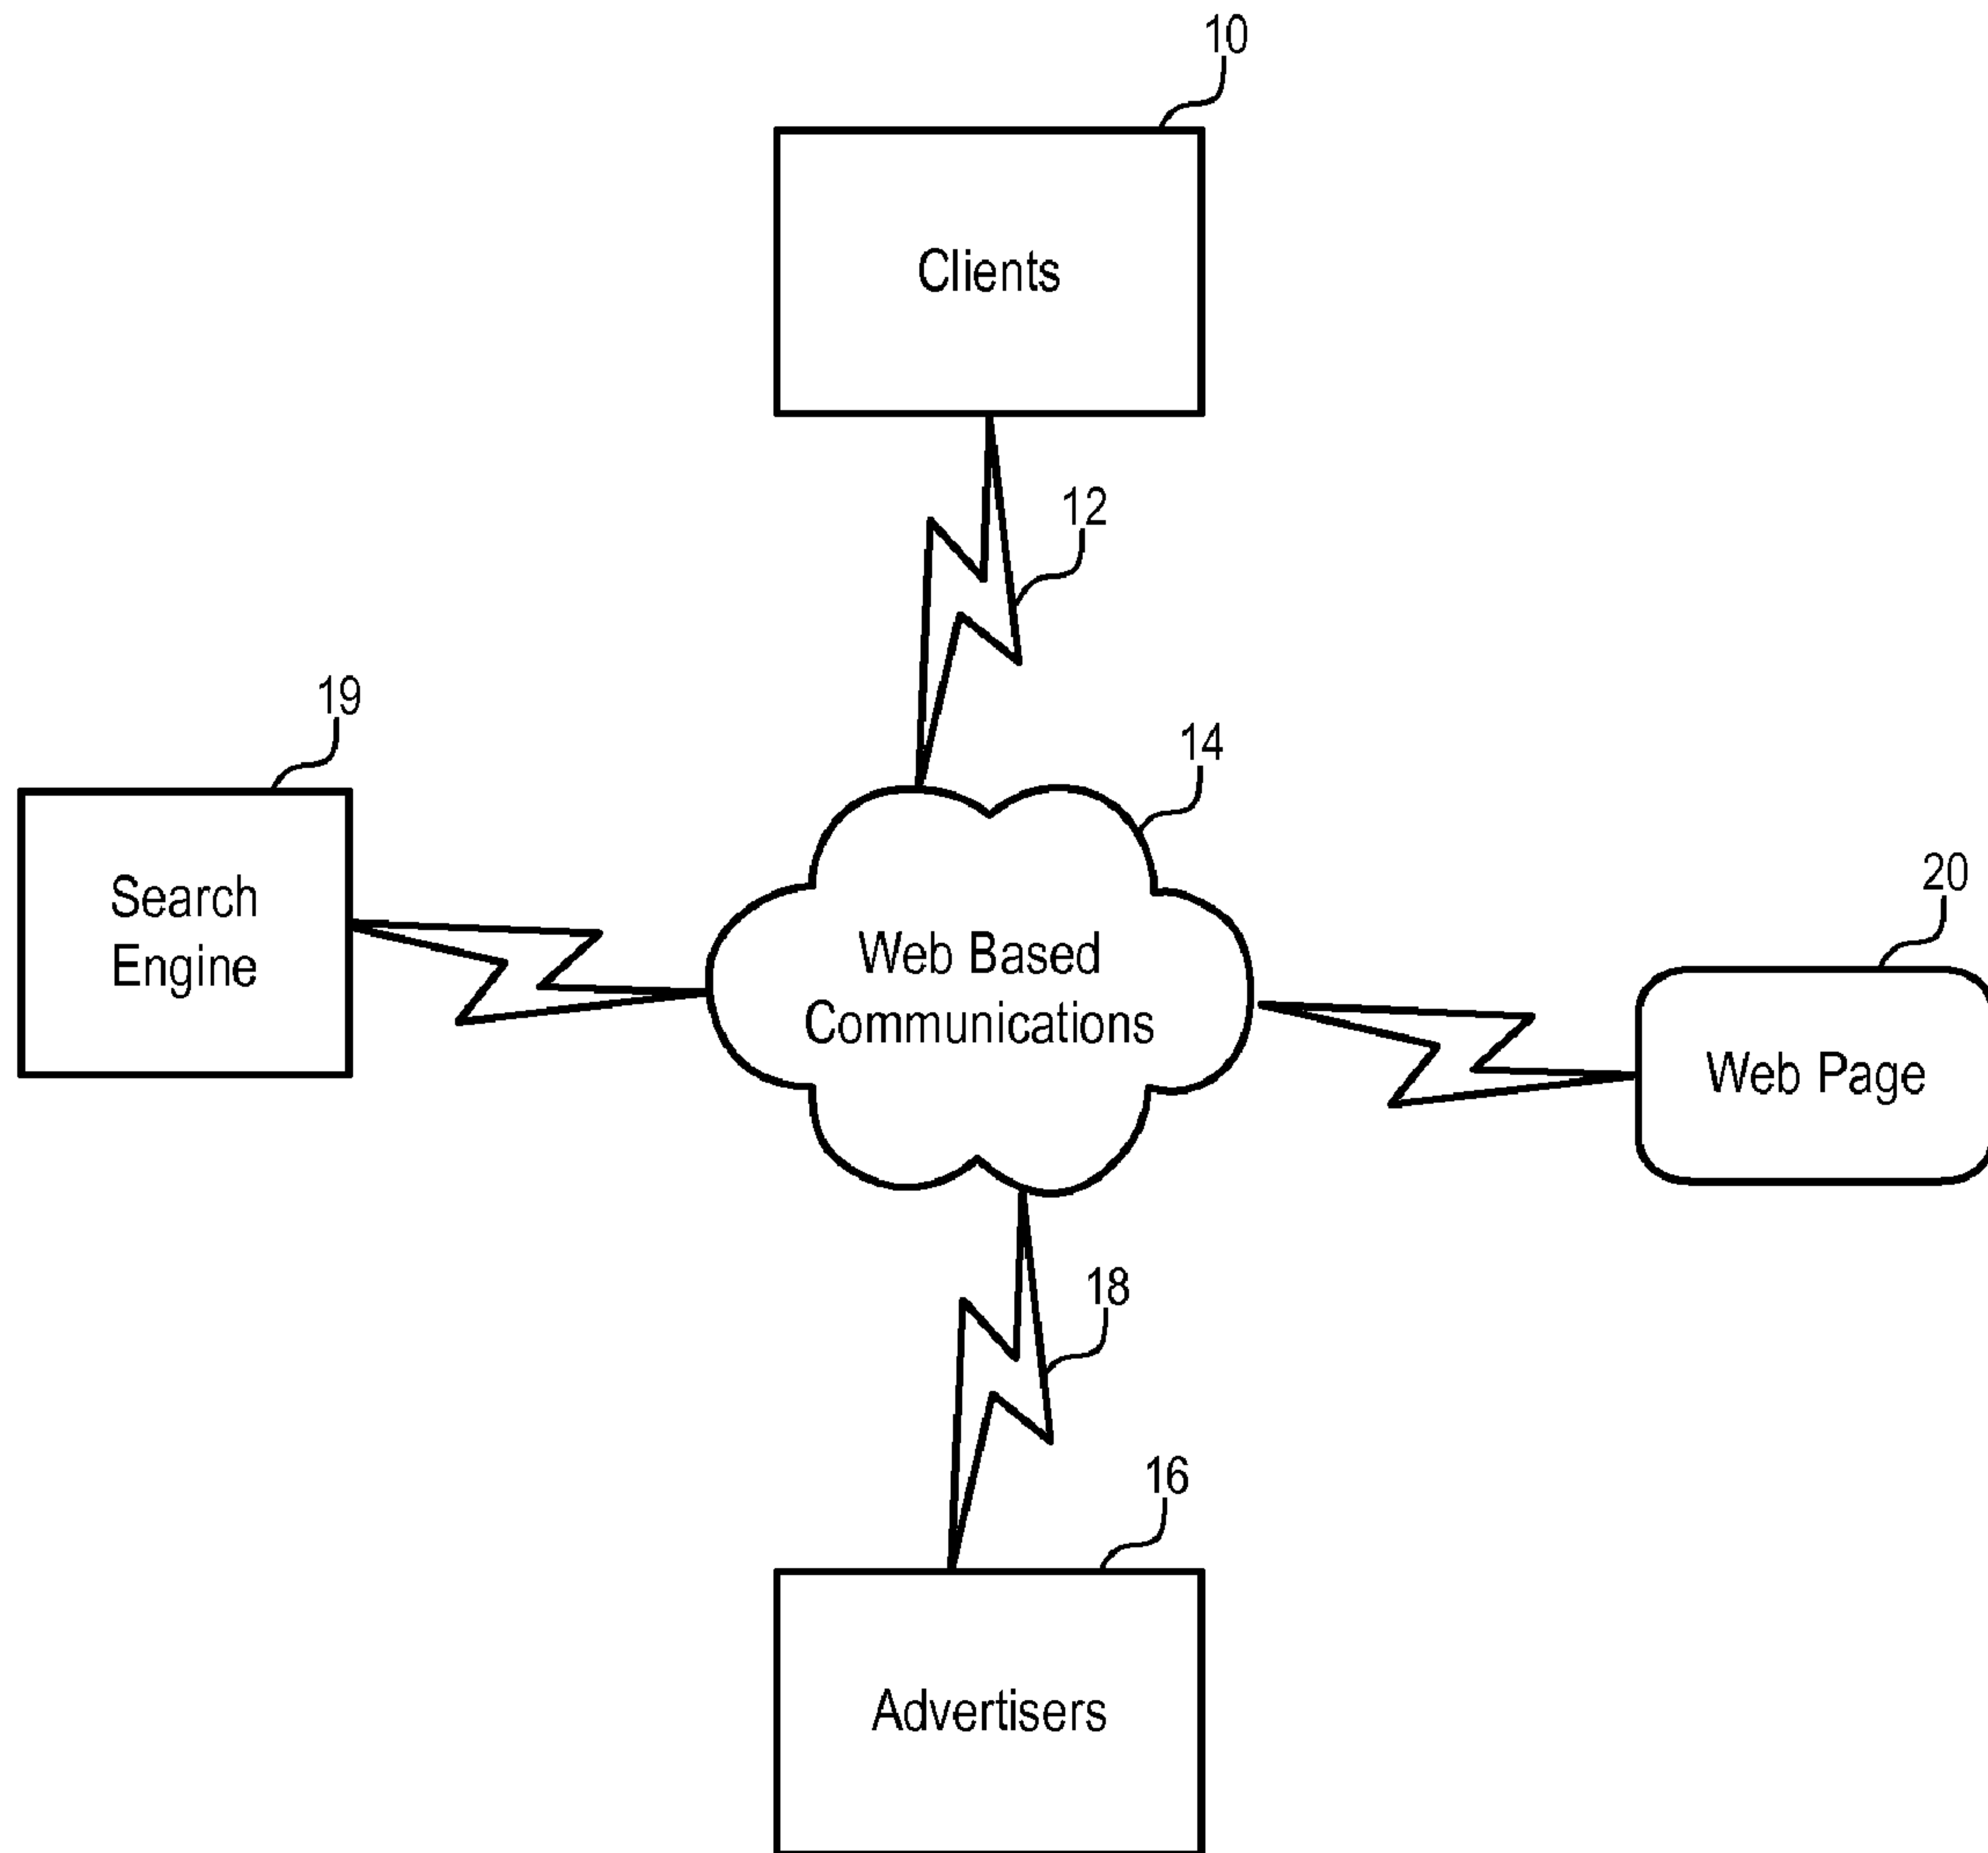 10
Clients
12
19
14
Search
Engine
20
Web Based
Communications
Web Page
18
16
Advertisers